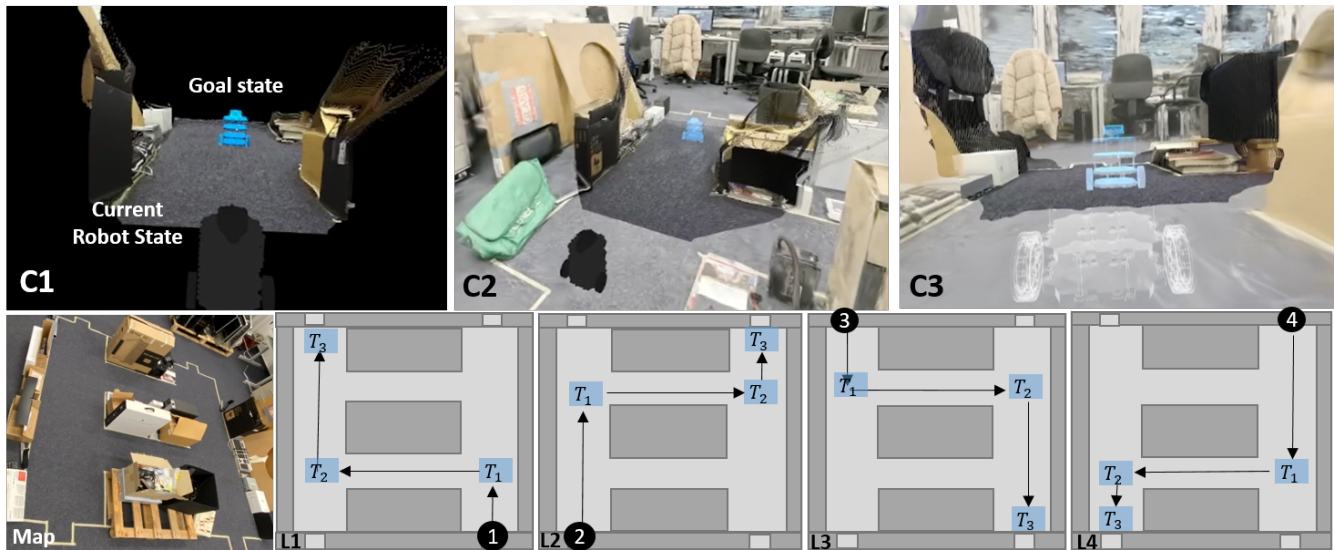 Goal state
Current
Robot State
C1
C2
C3
Map
T3
T2
T1
L1
1
T3
T1
T2
L2
2
3
T1
T2
T3
L3
4
T2
T1
T3
L4